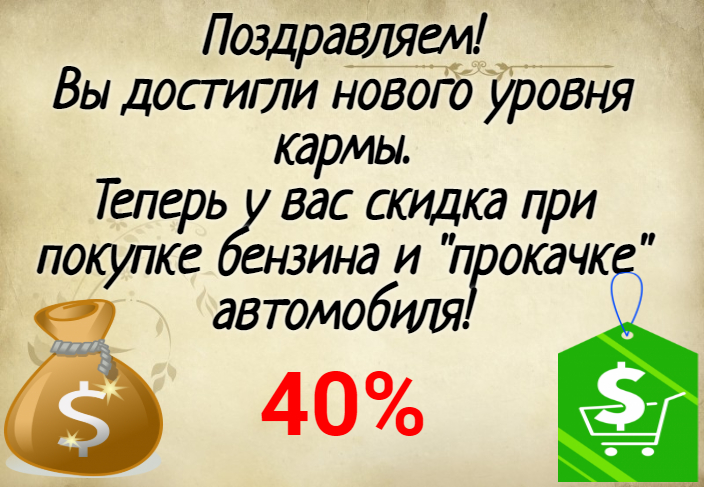 Поздравляем!
Вы достигли нового уровня
кармы.
Теперь у вас скидка при
покупке бензина и "прокачке"
автомобиля!
40%
$
$